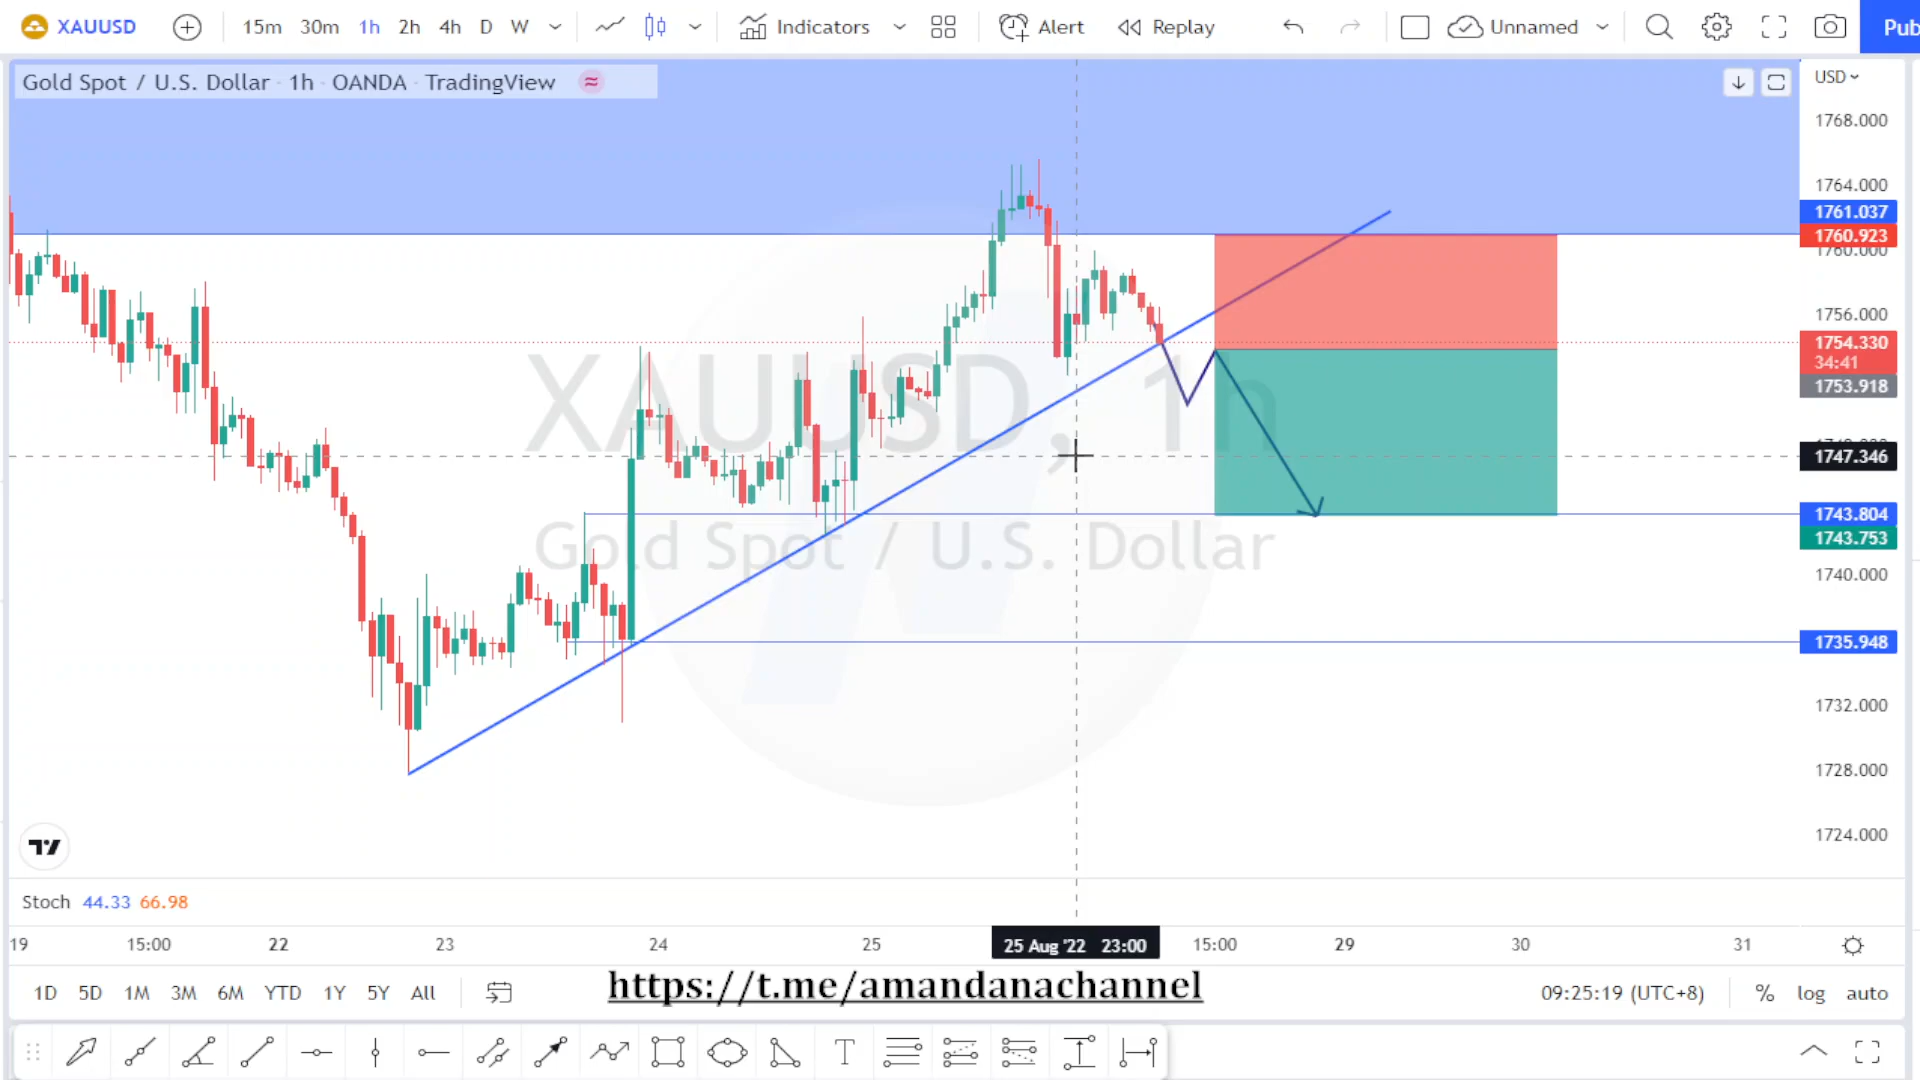 XAUUSD 15m 30m 1h 2h 4h D W Indicators Alert Replay Unnamed
Gold Spot / U.S. Dollar · 1h · OANDA · TradingView
USD
1768.000
1764.000
1761.037
1760.923
1760.000
1756.000
1754.330
34:41
1753.918
1747.346
1743.804
1743.753
1740.000
1735.948
1732.000
1728.000
1724.000
XAUUSD, 1h
Gold Spot / U.S. Dollar
Stoch 44.33 66.98
19 15:00 22 23 24 25 25 Aug '22 23:00 15:00 29 30 31
1D 5D 1M 3M 6M YTD 1Y 5Y All https://t.me/amandanachannel 09:25:19 (UTC+8) % log auto